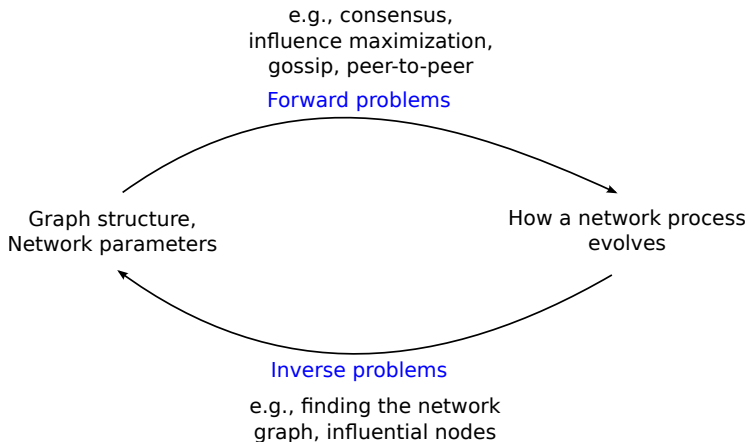 e.g., consensus,
influence maximization,
gossip, peer-to-peer
Forward problems
Graph structure,
Network parameters
How a network process
evolves
Inverse problems
e.g., finding the network
graph, influential nodes